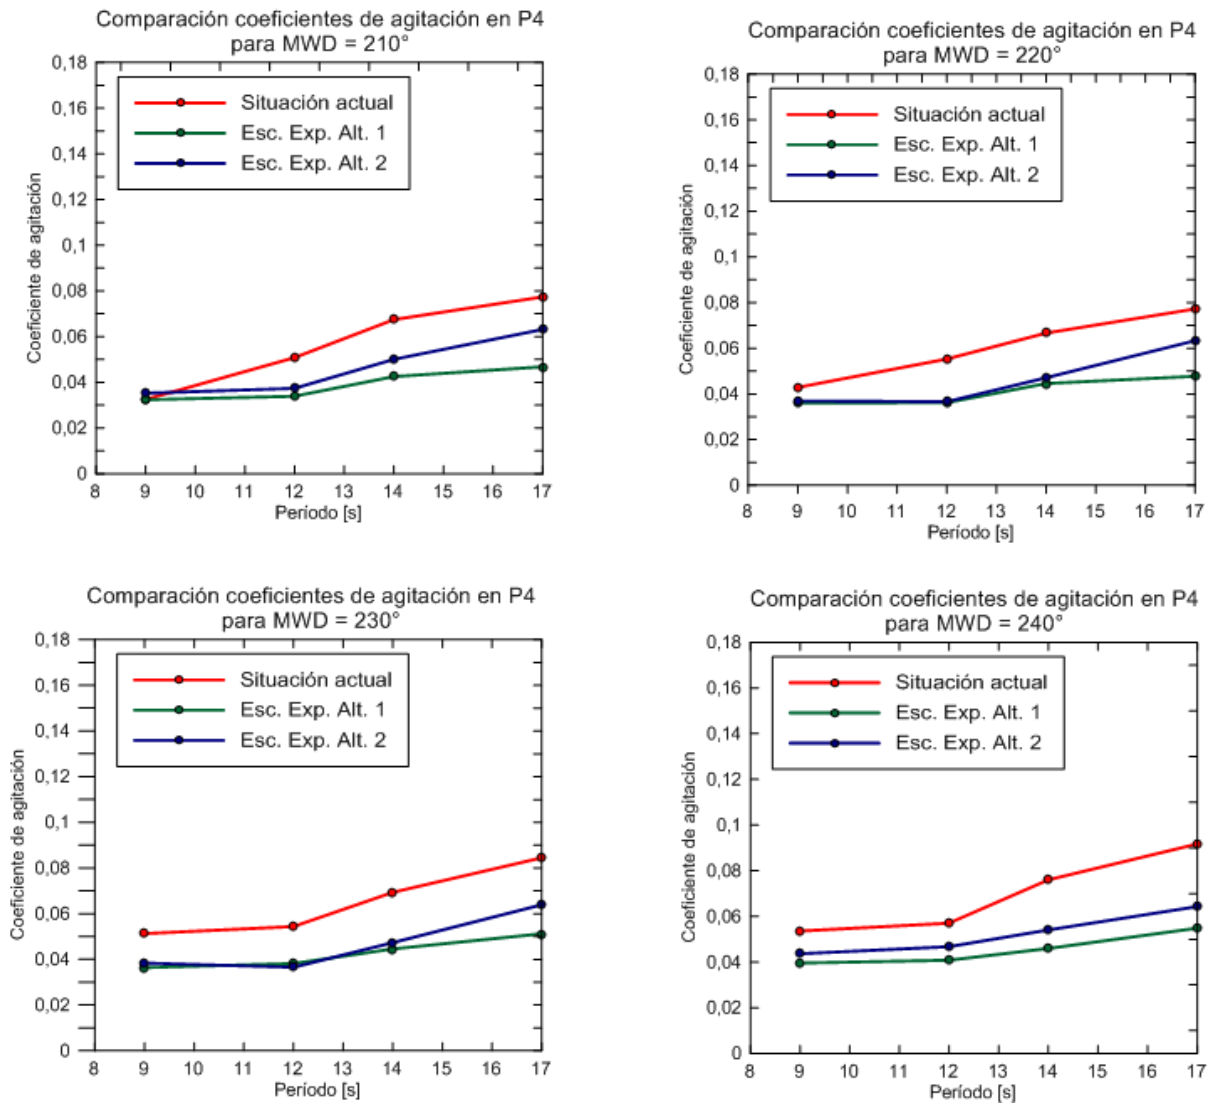 Comparación coeficientes de agitación en P4
para MWD = 210°
0,18
0,16
0,14
0,12
0,1
0,08
0,06
0,04
0,02
0
Coeficiente de agitación
Situación actual
Esc. Exp. Alt. 1
Esc. Exp. Alt. 2
8 9 10 11 12 13 14 15 16 17
Período [s]
Comparación coeficientes de agitación en P4
para MWD = 220°
0,18
0,16
0,14
0,12
0,1
0,08
0,06
0,04
0,02
0
Coeficiente de agitación
Situación actual
Esc. Exp. Alt. 1
Esc. Exp. Alt. 2
8 9 10 11 12 13 14 15 16 17
Período [s]
Comparación coeficientes de agitación en P4
para MWD = 230°
0,18
0,16
0,14
0,12
0,1
0,08
0,06
0,04
0,02
0
Coeficiente de agitación
Situación actual
Esc. Exp. Alt. 1
Esc. Exp. Alt. 2
8 9 10 11 12 13 14 15 16 17
Período [s]
Comparación coeficientes de agitación en P4
para MWD = 240°
0,18
0,16
0,14
0,12
0,1
0,08
0,06
0,04
0,02
0
Coeficiente de agitación
Situación actual
Esc. Exp. Alt. 1
Esc. Exp. Alt. 2
8 9 10 11 12 13 14 15 16 17
Período [s]